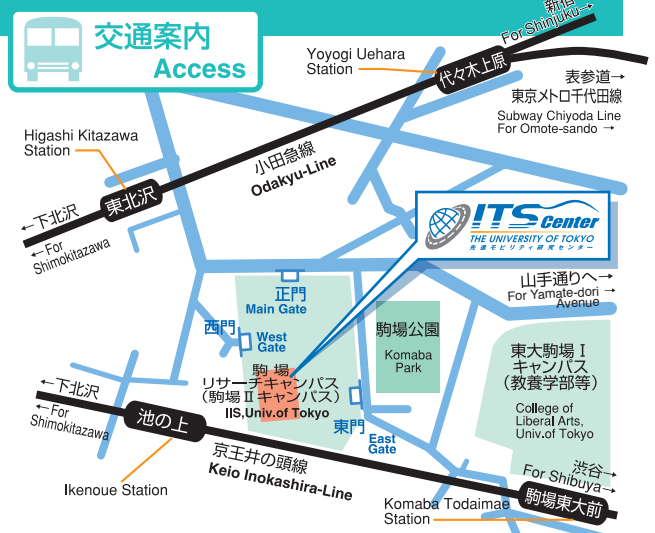 交通案内
Access
新宿
For Shinjuku→
Yoyogi Uehara
Station
代々木上原
表参道→
東京メトロ千代田線
Subway Chiyoda Line
For Omote-sando →
Higashi Kitazawa
Station
小田急線
Odakyu-Line
東北沢
←下北沢
←For
Shimokitazawa
ITS Center
THE UNIVERSITY OF TOKYO
先進モビリティ研究センター
正門
Main Gate
山手通りへ→
For Yamate-dori→
Avenue
西門
West
Gate
駒場公園
Komaba
Park
東大駒場Ⅰ
キャンパス
(教養学部等)
College of
Liberal Arts,
Univ.of Tokyo
駒 場
リサーチキャンパス
(駒場Ⅱキャンパス)
IIS,Univ.of Tokyo
東門
East
Gate
←下北沢
←For
Shimokitazawa
池の上
京王井の頭線
Keio Inokashira-Line
Ikenoue Station
渋谷→
For Shibuya→
駒場東大前
Komaba Todaimae
Station